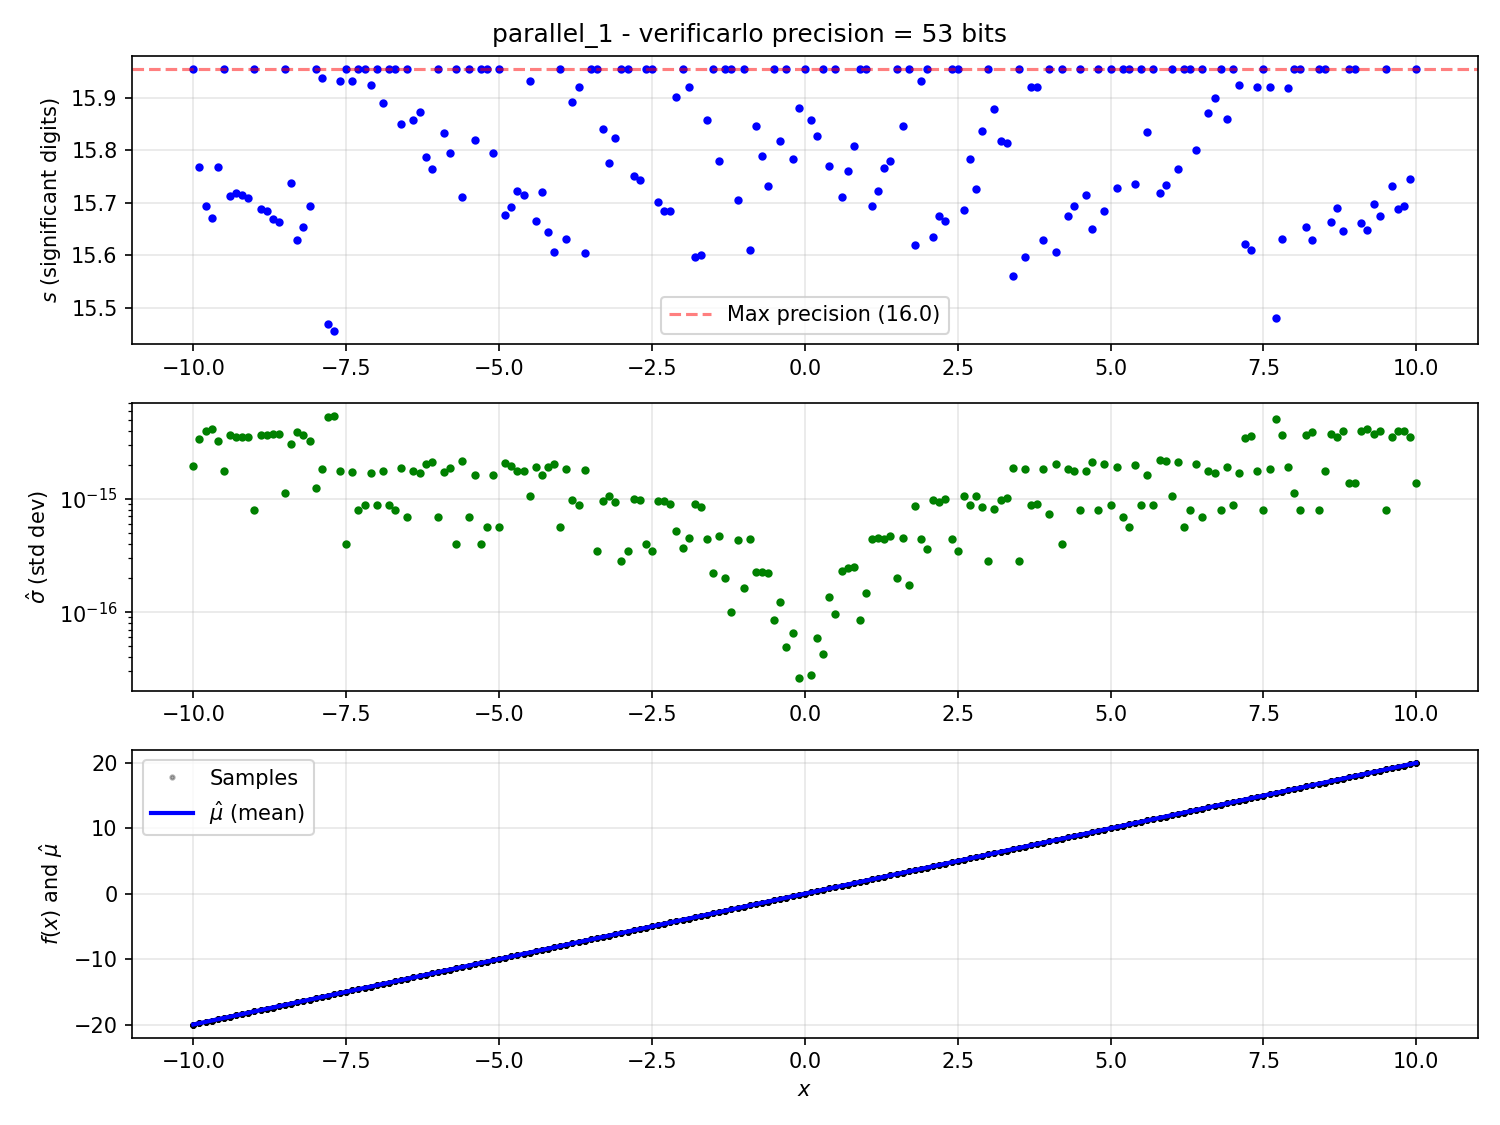 parallel_1 - verificarlo precision = 53 bits
s (significant digits)
15.9
15.8
15.7
15.6
15.5
Max precision (16.0)
−10.0 −7.5 −5.0 −2.5 0.0 2.5 5.0 7.5 10.0
σ̂ (std dev)
10⁻¹⁵
10⁻¹⁶
−10.0 −7.5 −5.0 −2.5 0.0 2.5 5.0 7.5 10.0
f(x) and μ̂
20
10
0
−10
−20
Samples
μ̂ (mean)
−10.0 −7.5 −5.0 −2.5 0.0 2.5 5.0 7.5 10.0
x